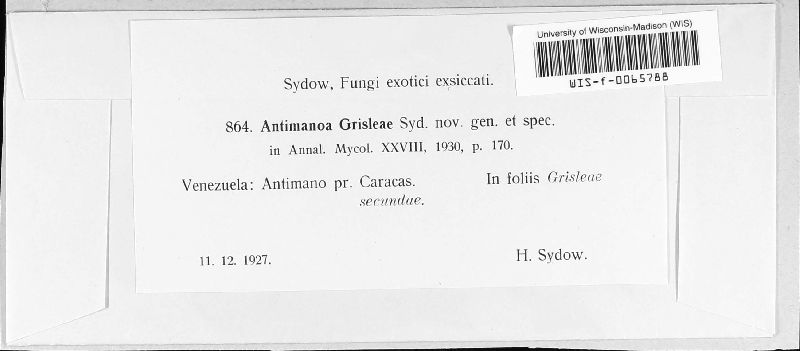 University of Wisconsin-Madison (WIS)
WIS-f-0065788
Sydow, Fungi exotici exsiccati.
864. Antimanoa Grisleae Syd. nov. gen. et spec.
in Annal. Mycol. XXVIII, 1930, p. 170.
Venezuela: Antimano pr. Caracas. In foliis Grisleae
secundae.
11. 12. 1927. H. Sydow.